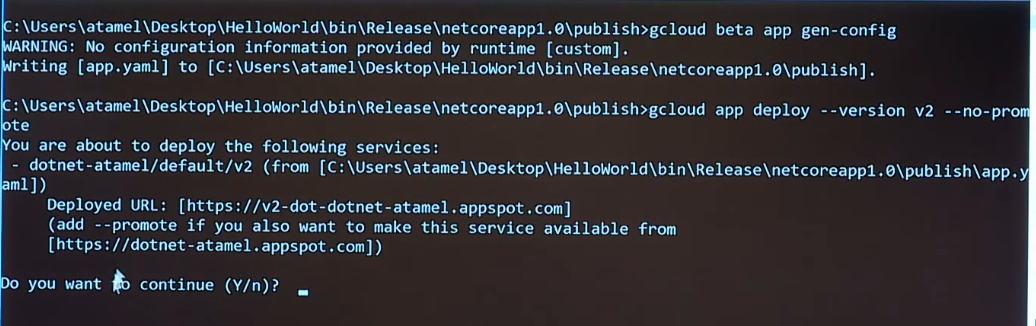 C:\Users\atamel\Desktop\HelloWorld\bin\Release\netcoreapp1.0\publish>gcloud beta app gen-config
WARNING: No configuration information provided by runtime [custom].
Writing [app.yaml] to [C:\Users\atamel\Desktop\HelloWorld\bin\Release\netcoreapp1.0\publish].
C:\Users\atamel\Desktop\HelloWorld\bin\Release\netcoreapp1.0\publish>gcloud app deploy --version v2 --no-prom
ote
You are about to deploy the following services:
 - dotnet-atamel/default/v2 (from [C:\Users\atamel\Desktop\HelloWorld\bin\Release\netcoreapp1.0\publish\app.y
aml])
     Deployed URL: [https://v2-dot-dotnet-atamel.appspot.com]
     (add --promote if you also want to make this service available from
     [https://dotnet-atamel.appspot.com])
Do you want to continue (Y/n)?